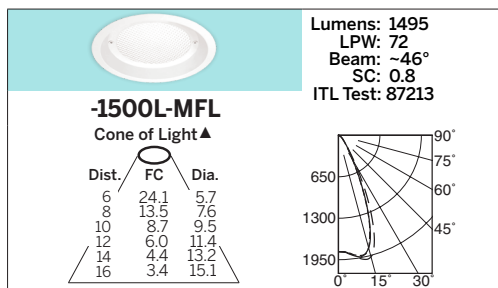 Lumens: 1495
LPW: 72
Beam: ~46°
SC: 0.8
ITL Test: 87213
-1500L-MFL
Cone of Light▲
Dist. FC Dia.
6 24.1 5.7
8 13.5 7.6
10 8.7 9.5
12 6.0 11.4
14 4.4 13.2
16 3.4 15.1
90°
75°
650
60°
1300
45°
1950
0° 15° 30°